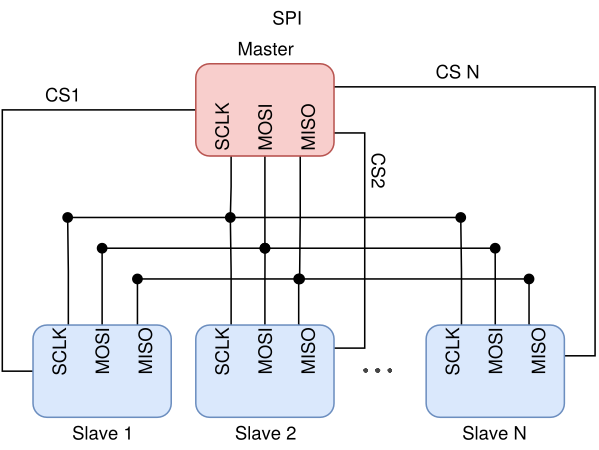 SPI
Master
CS N
CS1
SCLK
MOSI
MISO
CS2
SCLK
MOSI
MISO
SCLK
MOSI
MISO
SCLK
MOSI
MISO
Slave 1
Slave 2
Slave N